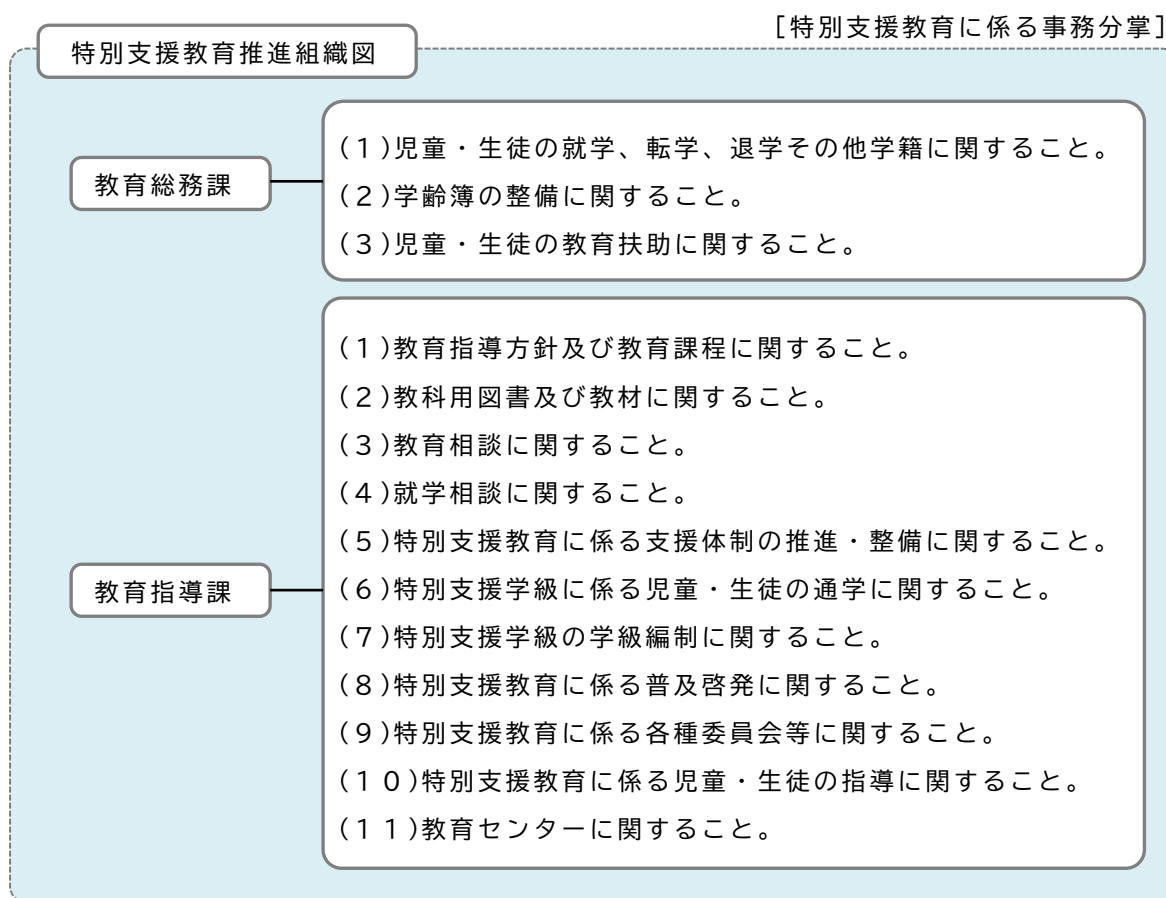 [特別支援教育に係る事務分掌]
特別支援教育推進組織図
教育総務課
(1)児童・生徒の就学、転学、退学その他学籍に関すること。
(2)学齢簿の整備に関すること。
(3)児童・生徒の教育扶助に関すること。
教育指導課
(1)教育指導方針及び教育課程に関すること。
(2)教科用図書及び教材に関すること。
(3)教育相談に関すること。
(4)就学相談に関すること。
(5)特別支援教育に係る支援体制の推進・整備に関すること。
(6)特別支援学級に係る児童・生徒の通学に関すること。
(7)特別支援学級の学級編制に関すること。
(8)特別支援教育に係る普及啓発に関すること。
(9)特別支援教育に係る各種委員会等に関すること。
(10)特別支援教育に係る児童・生徒の指導に関すること。
(11)教育センターに関すること。